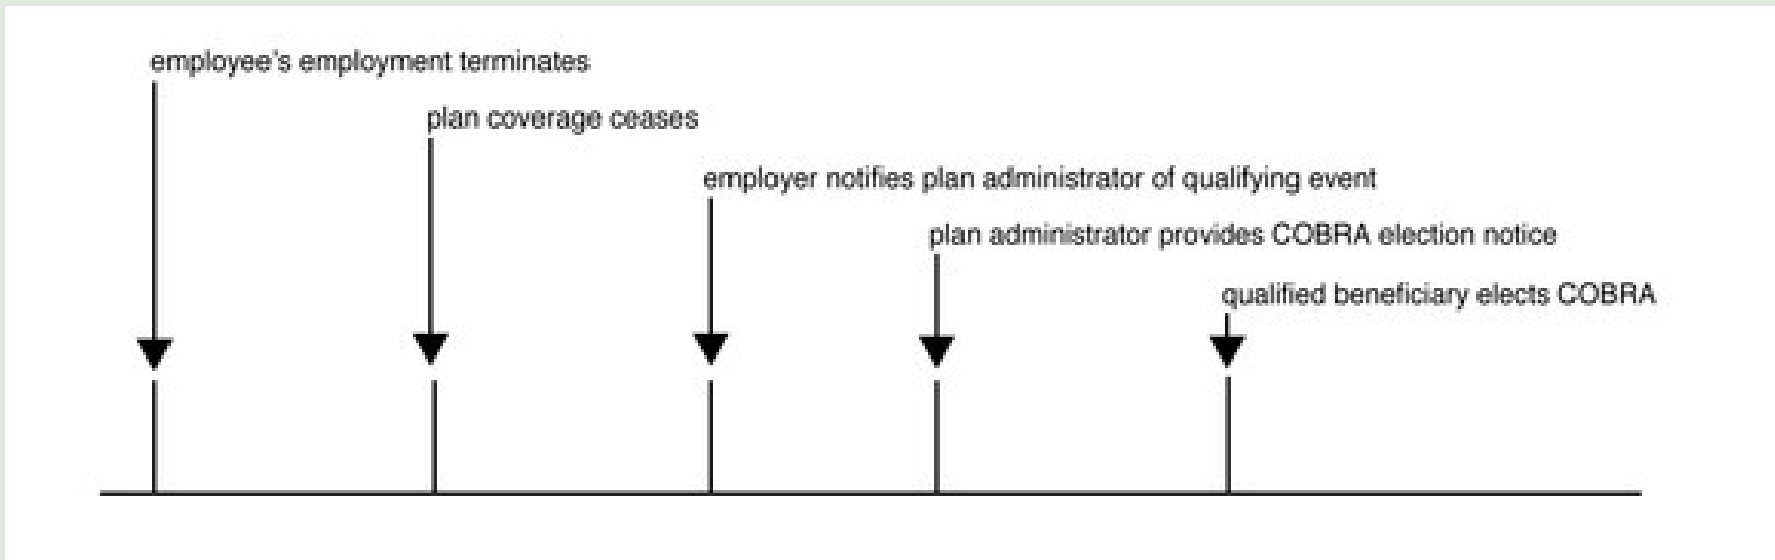 employee's employment terminates
plan coverage ceases
employer notifies plan administrator of qualifying event
plan administrator provides COBRA election notice
qualified beneficiary elects COBRA